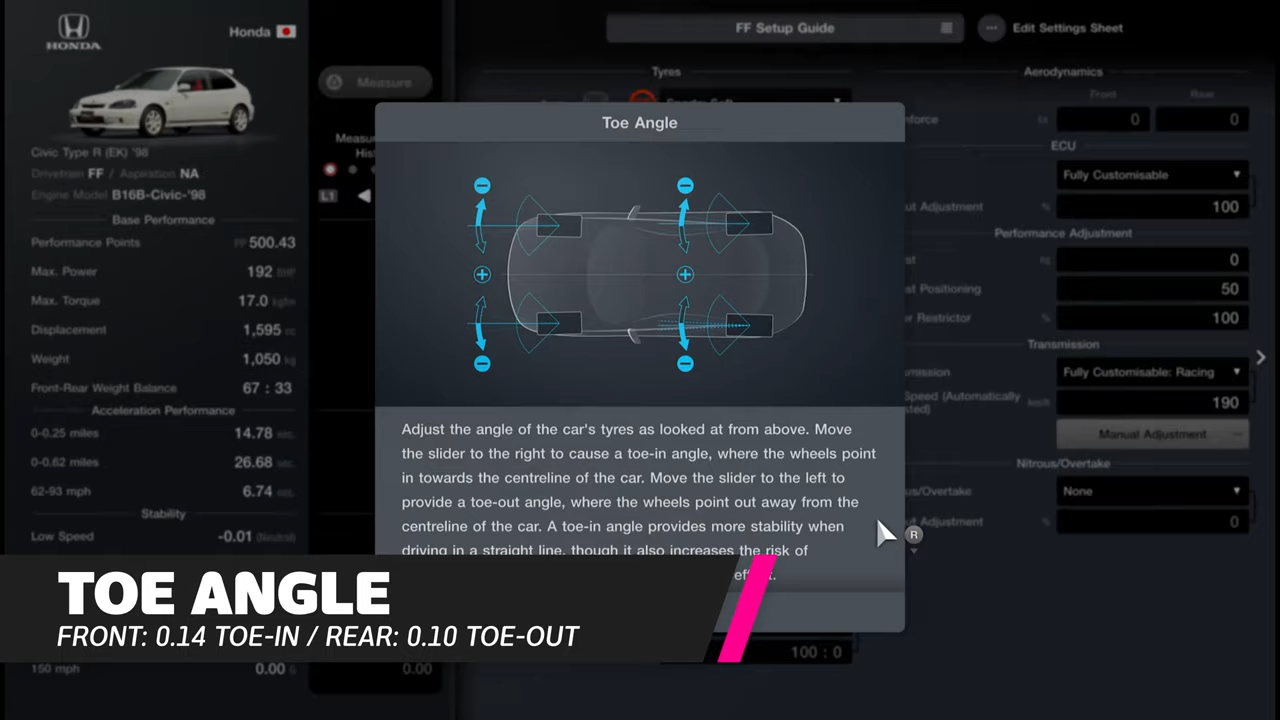 HONDA
Honda
Civic Type R (EK) '98
Drivetrain FF / Aspiration NA
Engine Model B16B-Civic-'98
Base Performance
Performance Points PP 500.43
Max. Power 192 BHP
Max. Torque 17.0 kgfm
Displacement 1,595 cc
Weight 1,050 kg
Front-Rear Weight Balance 67 : 33
Acceleration Performance
0-0.25 miles 14.78 sec.
0-0.62 miles 26.68 sec.
62-93 mph 6.74 sec.
Stability
Low Speed -0.01 (Neutral)
150 mph 0.00 G 0.00
Measure
L1
FF Setup Guide
Edit Settings Sheet
Tyres
Toe Angle
Adjust the angle of the car's tyres as looked at from above. Move
the slider to the right to cause a toe-in angle, where the wheels point
in towards the centreline of the car. Move the slider to the left to
provide a toe-out angle, where the wheels point out away from the
centreline of the car. A toe-in angle provides more stability when
driving in a straight line, though it also increases the risk of
R
100 : 0
Aerodynamics
Front Rear
0 0
ECU
Fully Customisable
Adjustment % 100
Performance Adjustment
kg 0
Positioning 50
Restrictor % 100
Transmission
Fully Customisable: Racing
Speed (Automatically
km/h 190
Manual Adjustment
Nitrous/Overtake
None
Adjustment % 0
TOE ANGLE
FRONT: 0.14 TOE-IN / REAR: 0.10 TOE-OUT